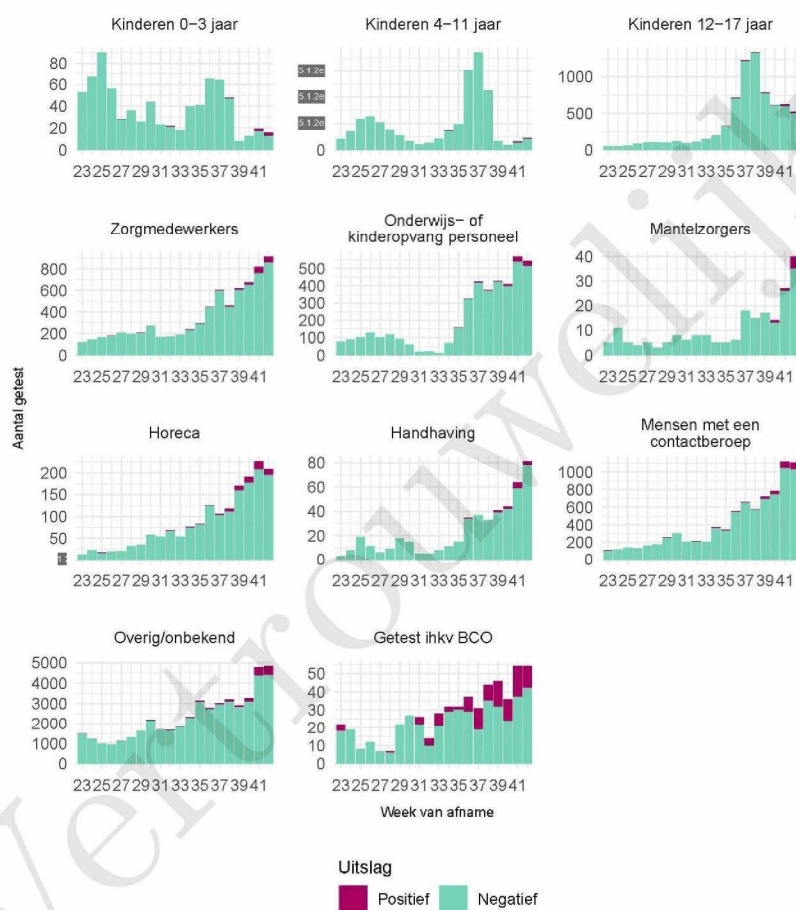 Kinderen 0−3 jaar
Kinderen 4−11 jaar
Kinderen 12−17 jaar
80
60
40
20
0
5.1.2e
5.1.2e
5.1.2e
0
1000
500
0
23 25 27 29 31 33 35 37 39 41
23 25 27 29 31 33 35 37 39 41
23 25 27 29 31 33 35 37 39 41
Zorgmedewerkers
Onderwijs− of
kinderopvang personeel
Mantelzorgers
800
600
400
200
0
500
400
300
200
100
0
40
30
20
10
0
23 25 27 29 31 33 35 37 39 41
23 25 27 29 31 33 35 37 39 41
23 25 27 29 31 33 35 37 39 41
Aantal getest
Horeca
Handhaving
Mensen met een
contactberoep
200
150
100
50
80
60
40
20
0
1000
800
600
400
200
0
23 25 27 29 31 33 35 37 39 41
23 25 27 29 31 33 35 37 39 41
23 25 27 29 31 33 35 37 39 41
Overig/onbekend
Getest ihkv BCO
5000
4000
3000
2000
1000
0
50
40
30
20
10
0
23 25 27 29 31 33 35 37 39 41
23 25 27 29 31 33 35 37 39 41
Week van afname
Uitslag
Positief
Negatief
Vertrouwelijk